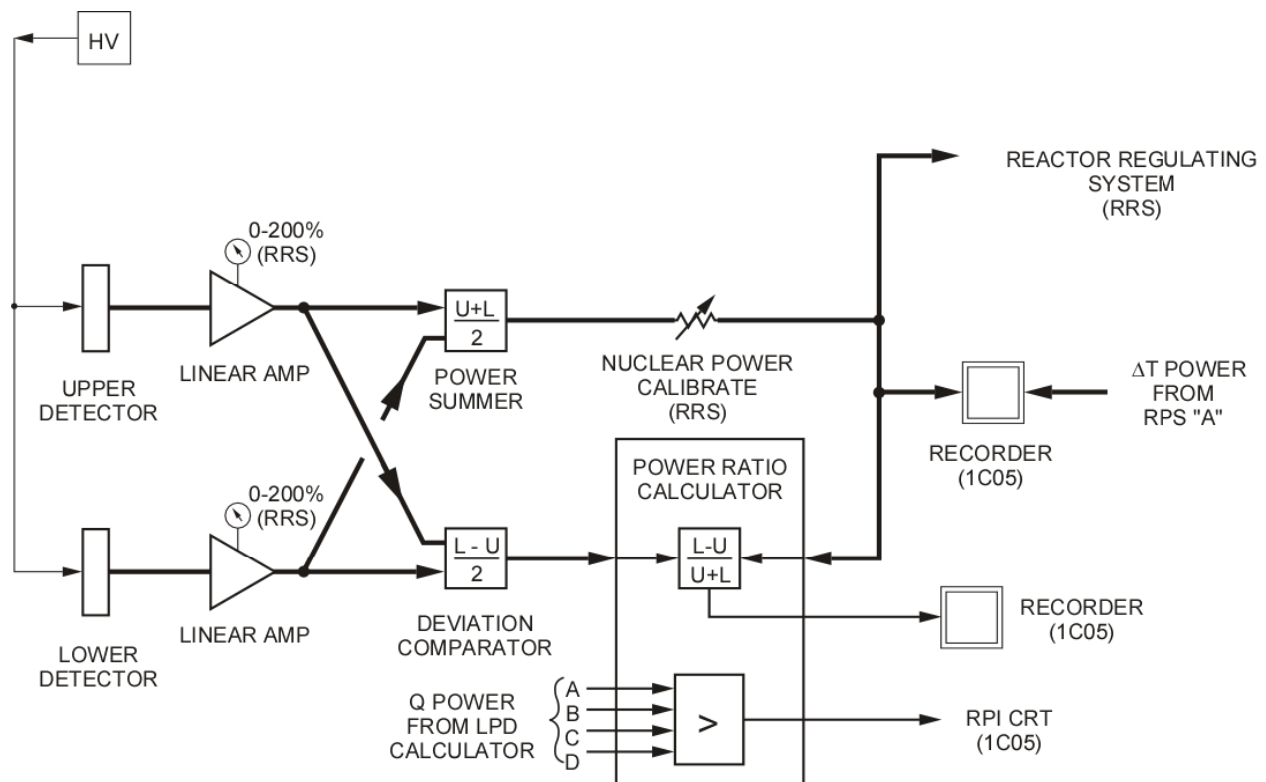 HV
REACTOR REGULATING
SYSTEM
(RRS)
0-200%
(RRS)
UPPER
DETECTOR
LINEAR AMP
U+L
2
POWER
SUMMER
NUCLEAR POWER
CALIBRATE
(RRS)
RECORDER
(1C05)
ΔT POWER
FROM
RPS "A"
0-200%
(RRS)
LOWER
DETECTOR
LINEAR AMP
L - U
2
DEVIATION
COMPARATOR
POWER RATIO
CALCULATOR
L-U
U+L
RECORDER
(1C05)
Q POWER
FROM LPD
CALCULATOR
A
B
C
D
>
RPI CRT
(1C05)